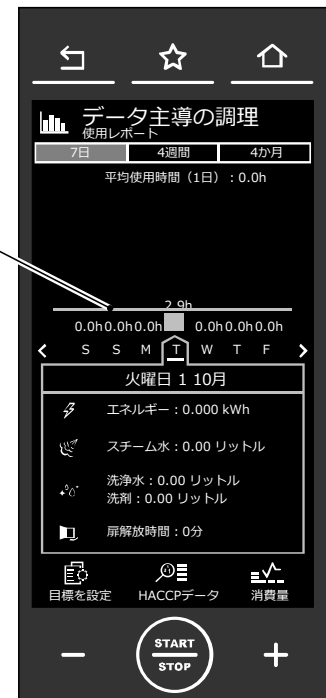 データ主導の調理
使用レポート
7日 4週間 4か月
平均使用時間（1日）：0.0h
2.9h
0.0h 0.0h 0.0h 0.0h 0.0h 0.0h
S S M T W T F
火曜日 1 10月
エネルギー：0.000 kWh
スチーム水：0.00 リットル
洗浄水：0.00 リットル
洗剤：0.00 リットル
扉解放時間：0分
目標を設定 HACCPデータ 消費量
START
STOP